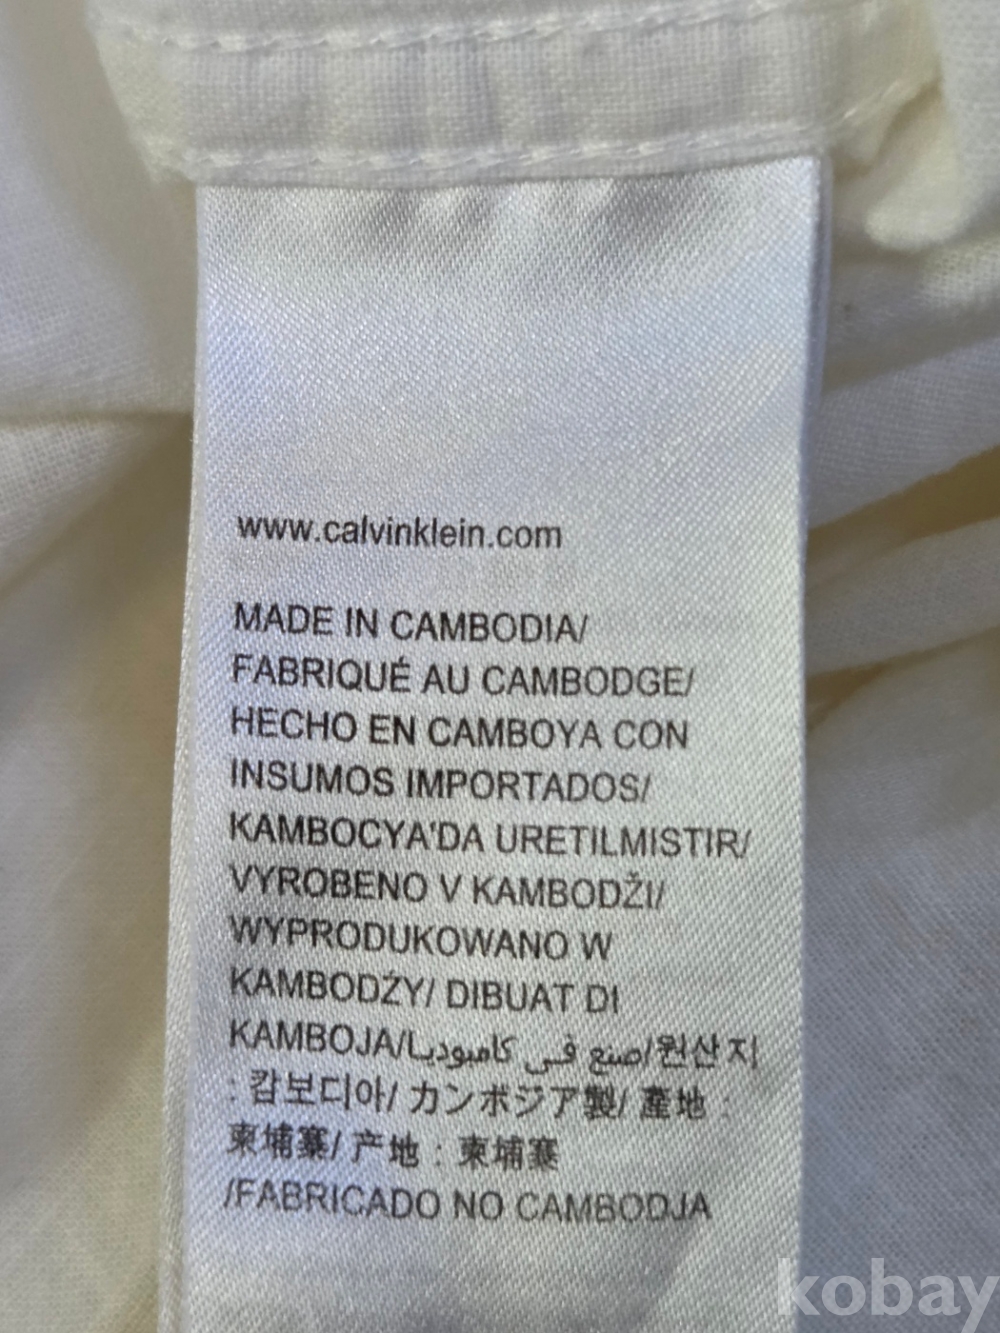 www.calvinklein.com
MADE IN CAMBODIA/
FABRIQUÉ AU CAMBODGE/
HECHO EN CAMBOYA CON
INSUMOS IMPORTADOS/
KAMBOCYA'DA URETILMISTIR/
VYROBENO V KAMBODŽI/
WYPRODUKOWANO W
KAMBODŻY/ DIBUAT DI
KAMBOJA/صنع في كامبوديا/원산지
: 캄보디아/ カンボジア製/ 產地 :
柬埔寨/ 产地 : 柬埔寨
/FABRICADO NO CAMBODJA
kobay